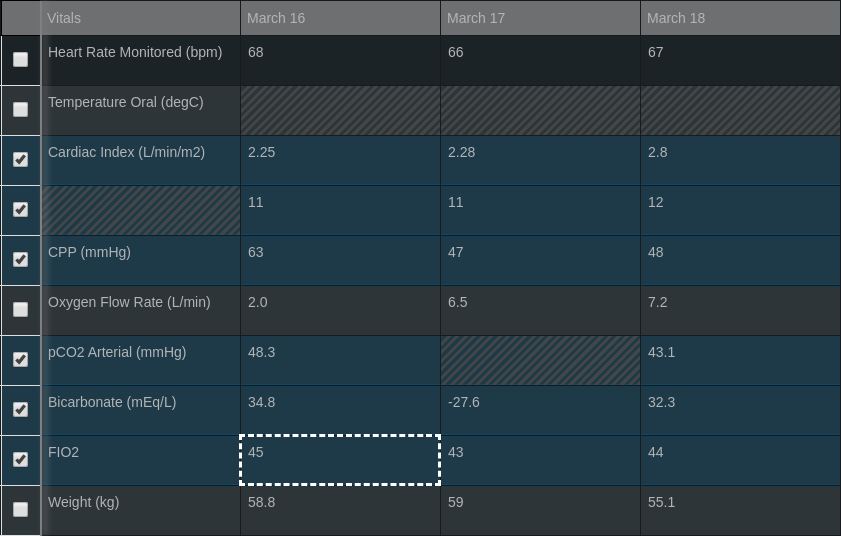 Vitals March 16 March 17 March 18
Heart Rate Monitored (bpm) 68 66 67
Temperature Oral (degC)
Cardiac Index (L/min/m2) 2.25 2.28 2.8
11 11 12
CPP (mmHg) 63 47 48
Oxygen Flow Rate (L/min) 2.0 6.5 7.2
pCO2 Arterial (mmHg) 48.3 43.1
Bicarbonate (mEq/L) 34.8 -27.6 32.3
FIO2 45 43 44
Weight (kg) 58.8 59 55.1